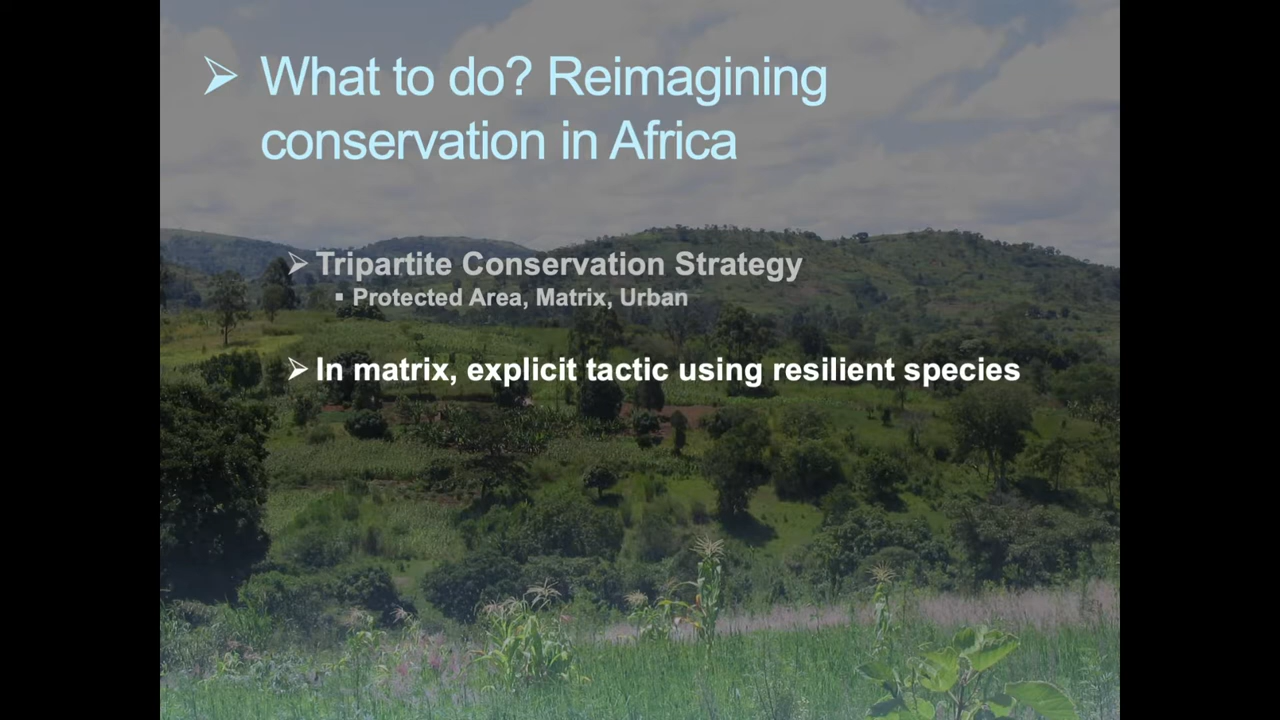 What to do? Reimagining
conservation in Africa
Tripartite Conservation Strategy
Protected Area, Matrix, Urban
In matrix, explicit tactic using resilient species